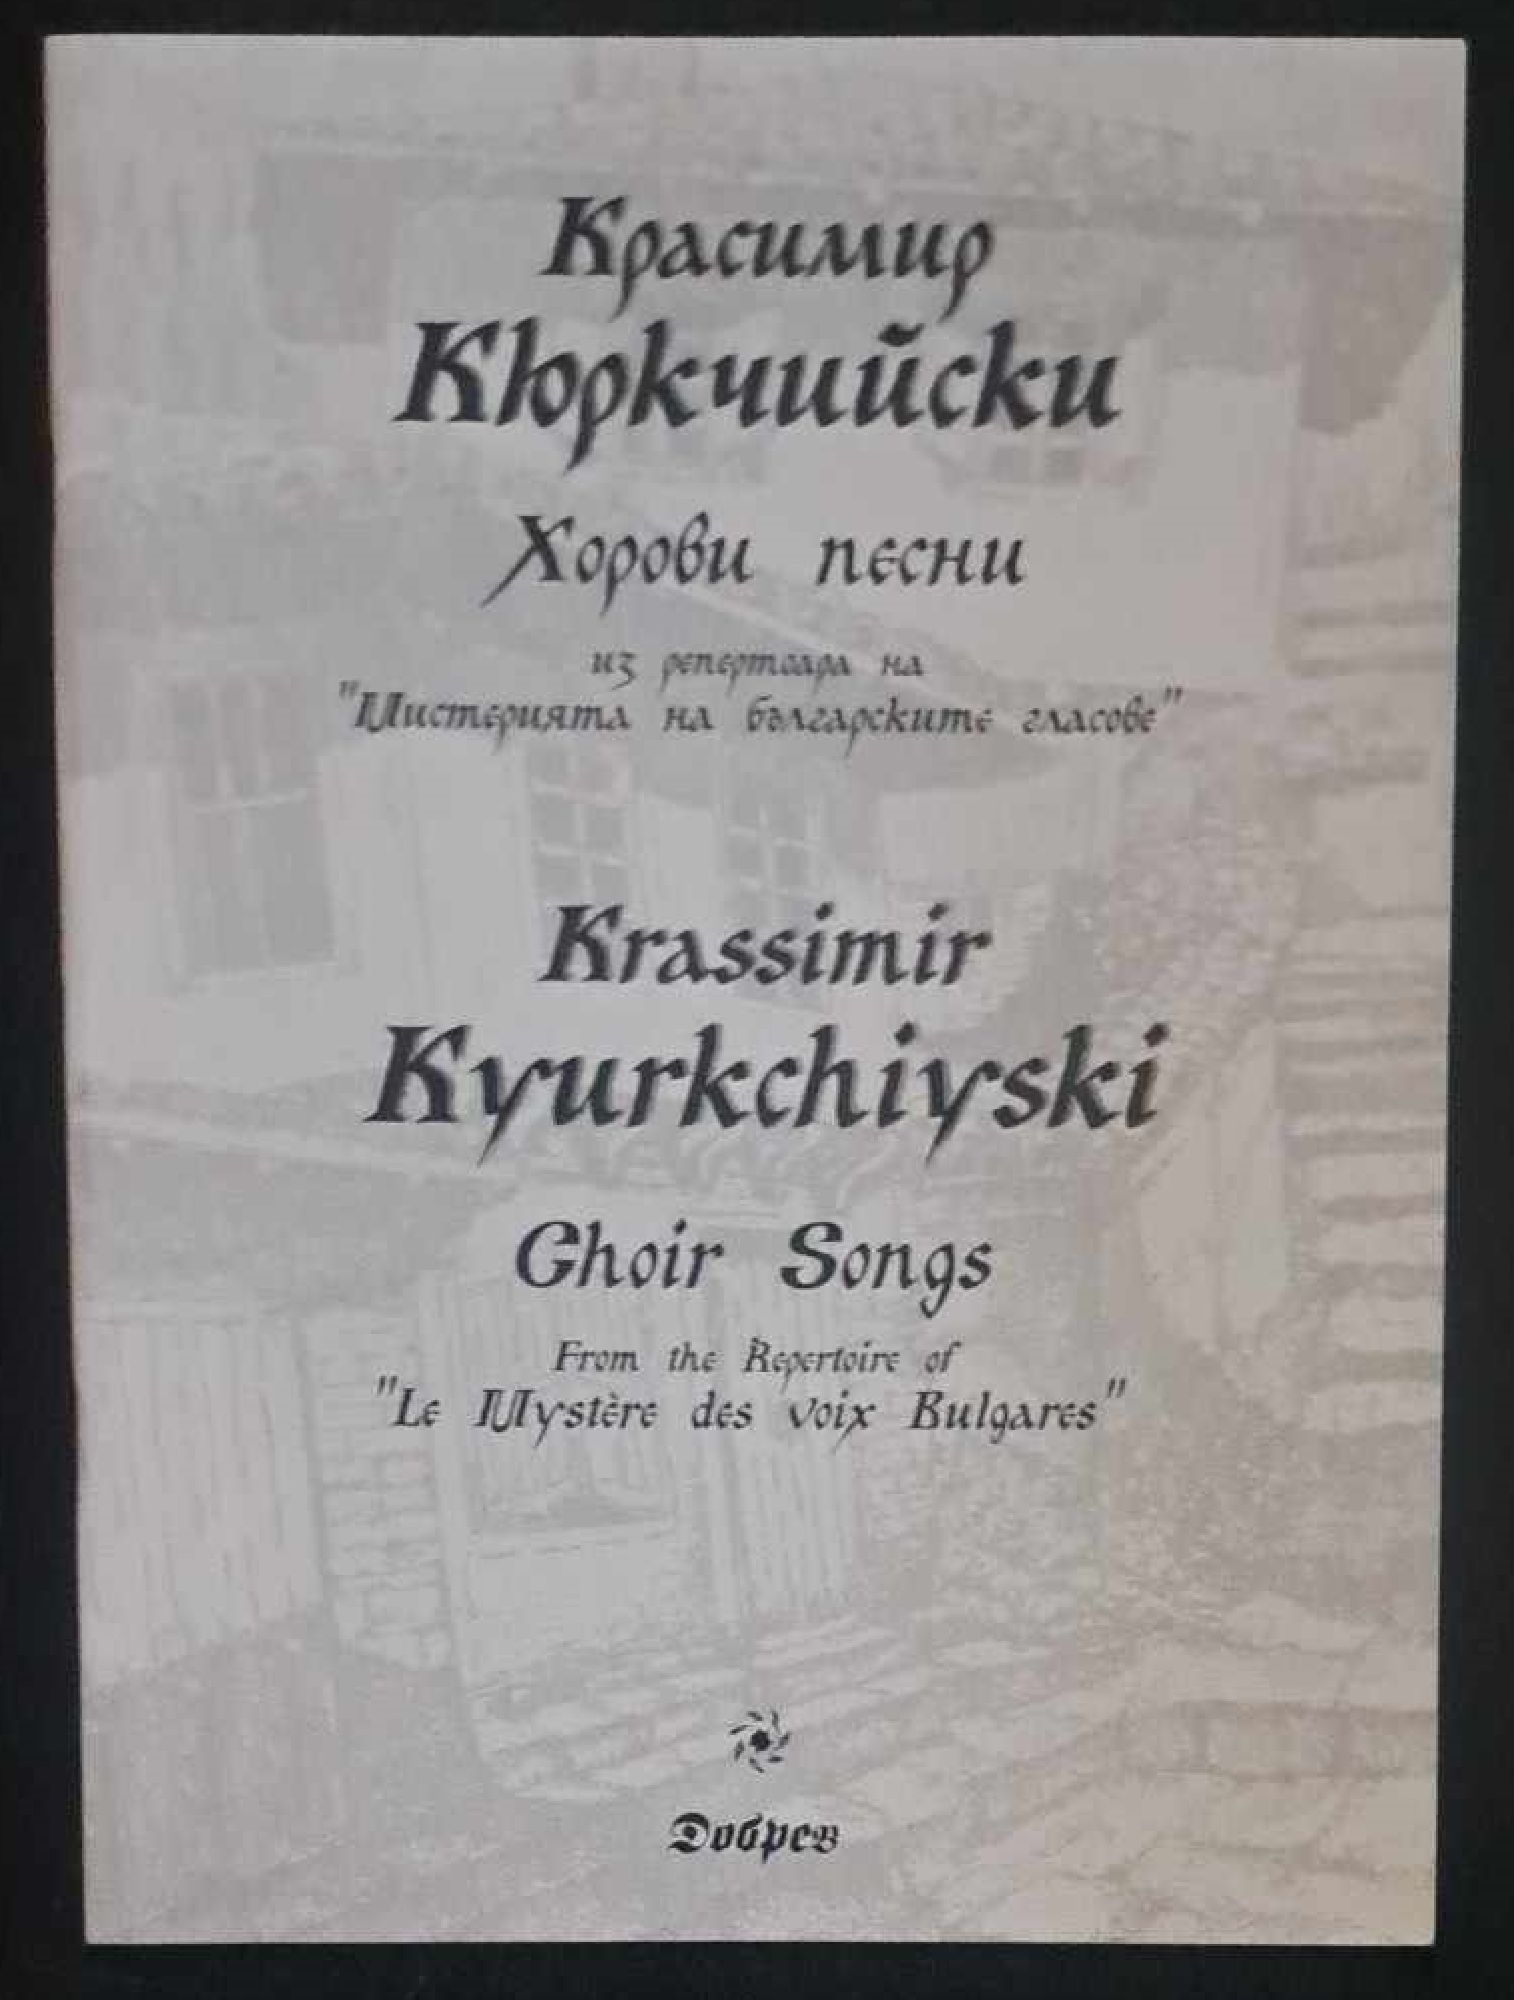 Красимир
Кюркчийски
Хорови песни
из репертоара на
"Мистерията на българските гласове"
Krassimir
Kyurkchiyski
Choir Songs
From the Repertoire of
"Le Mystère des voix Bulgares"
Добрев